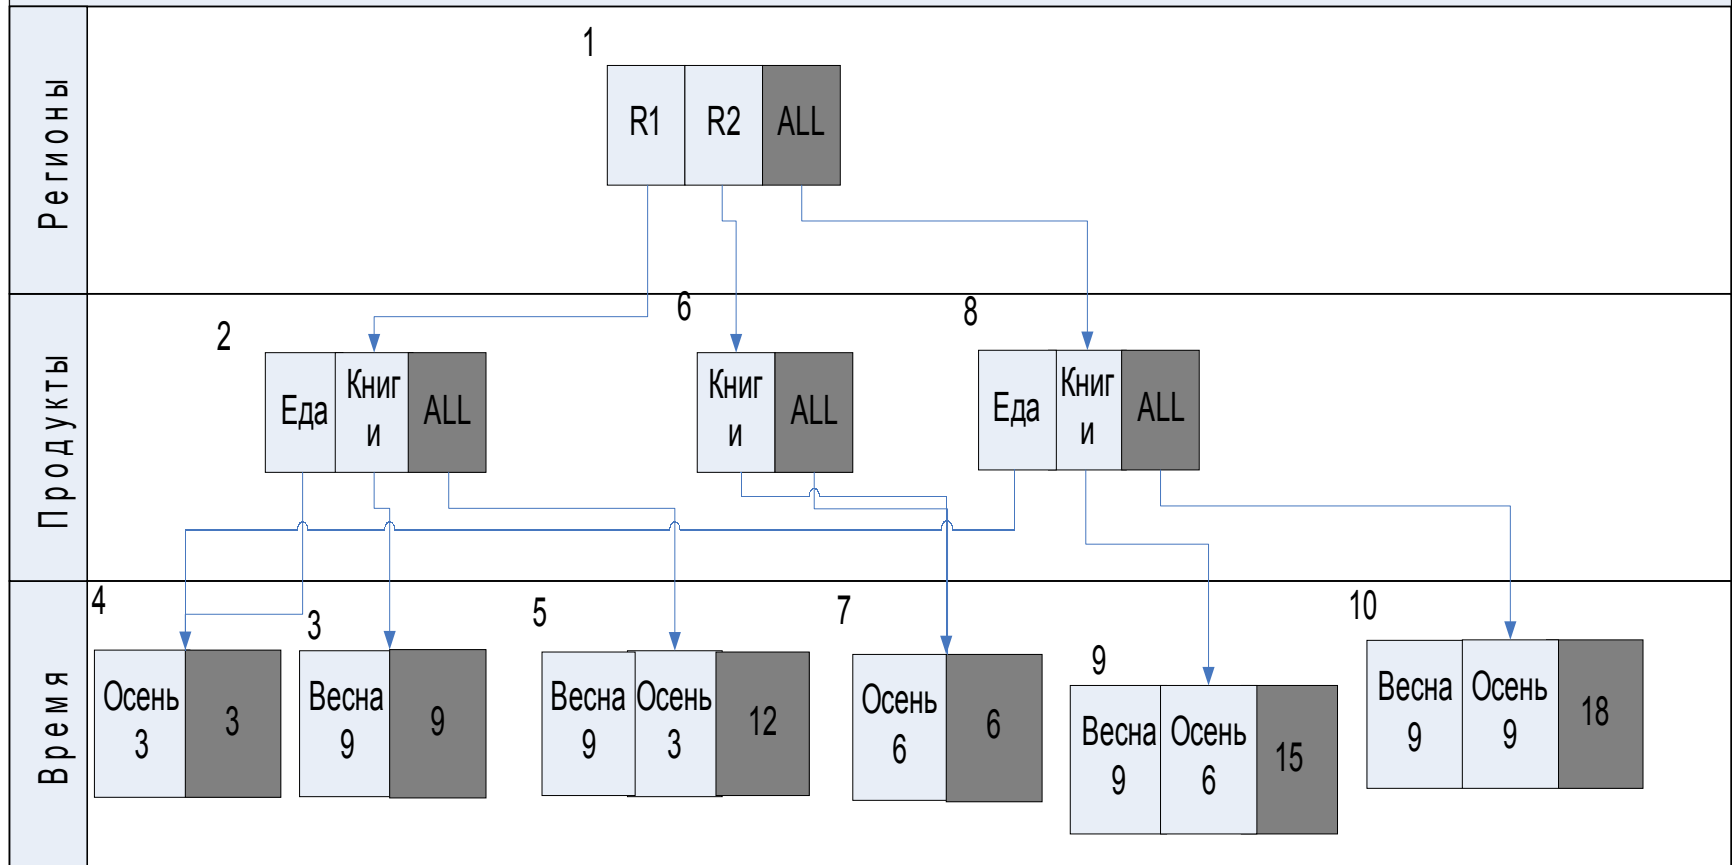 Регионы
1
R1 R2 ALL
Продукты
2
6
8
Еда
Книг
и
ALL
Книг
и
ALL
Еда
Книг
и
ALL
Время
4
Осень
3
3
3
Весна
9
9
5
Весна
9
Осень
3
12
7
Осень
6
6
9
Весна
9
Осень
6
15
10
Весна
9
Осень
9
18